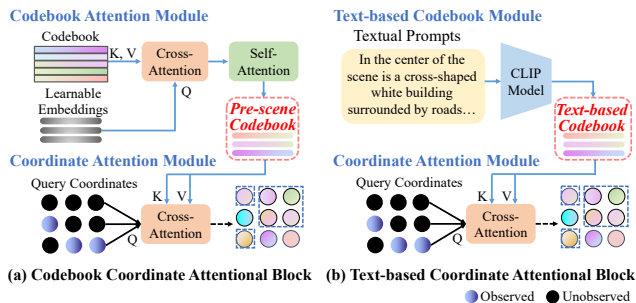 Codebook Attention Module
Codebook
K, V
Cross-
Attention
Self-
Attention
Learnable
Embeddings
Q
Pre-scene
Codebook
Coordinate Attention Module
Query Coordinates
K
V
Q
Cross-
Attention
(a) Codebook Coordinate Attentional Block
Text-based Codebook Module
Textual Prompts
In the center of the
scene is a cross-shaped
white building
surrounded by roads...
CLIP
Model
Text-based
Codebook
Coordinate Attention Module
Query Coordinates
K
V
Q
Cross-
Attention
(b) Text-based Coordinate Attentional Block
Observed
Unobserved